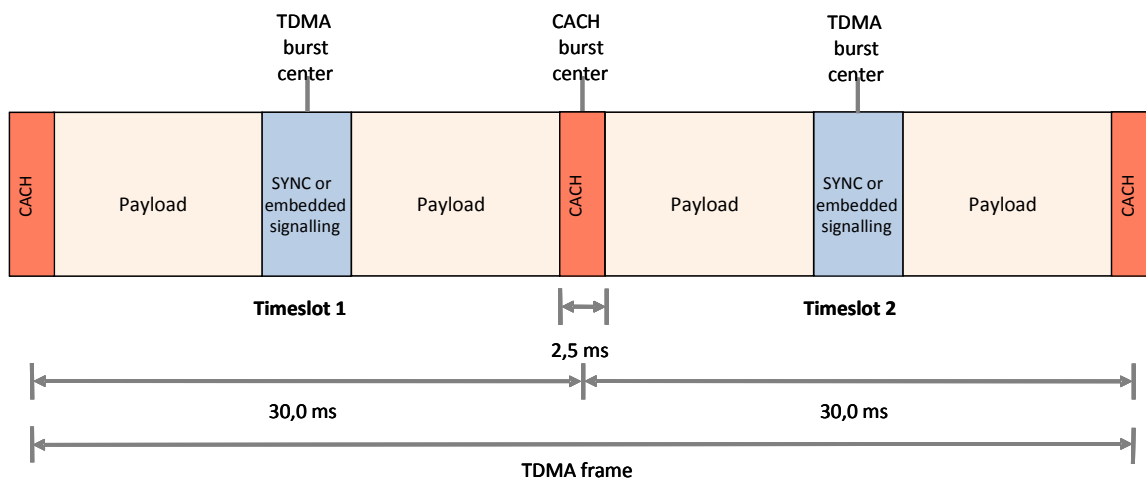 TDMA
burst
center
CACH
burst
center
TDMA
burst
center
CACH
Payload
SYNC or
embedded
signalling
Payload
CACH
Payload
SYNC or
embedded
signalling
Payload
CACH
Timeslot 1
Timeslot 2
2,5 ms
30,0 ms
30,0 ms
TDMA frame